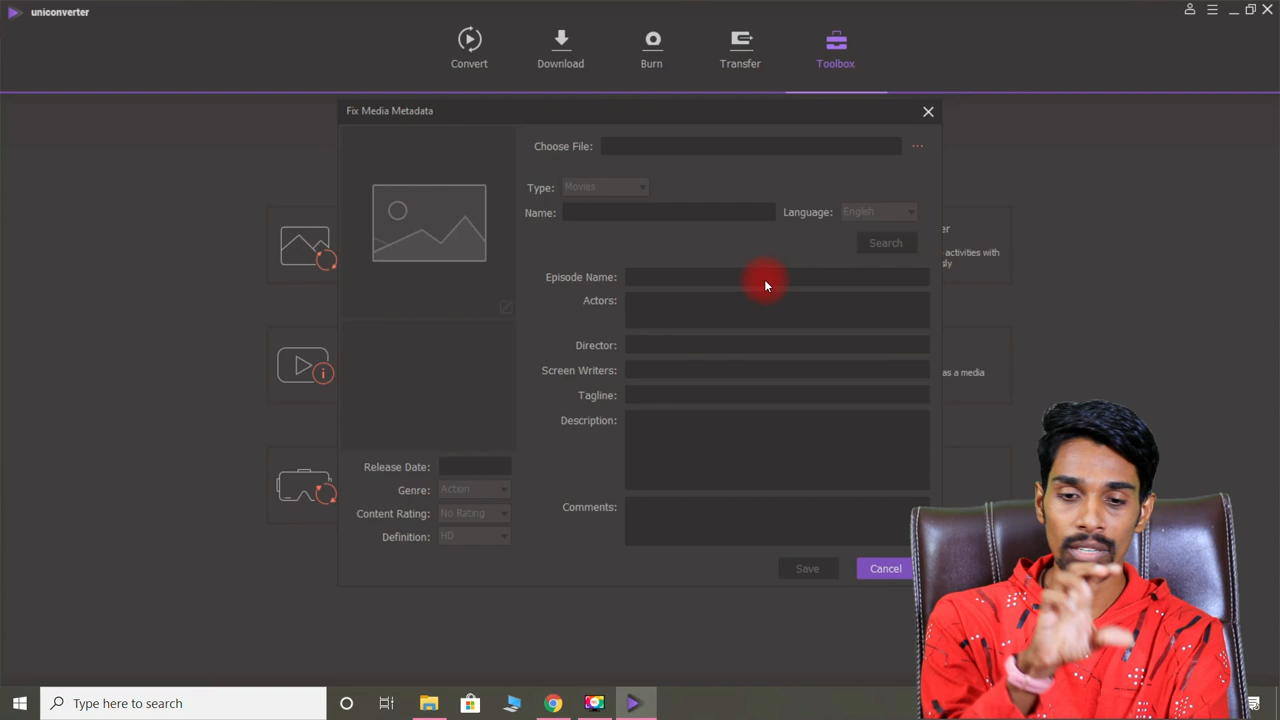 uniconverter
Convert
Download
Burn
Transfer
Toolbox
Fix Media Metadata
Choose File:
...
Type: Movies
Name:
Language: English
er
Search
activities with
ly
Episode Name:
Actors:
Director:
Screen Writers:
as a media
Tagline:
Description:
Release Date:
Genre: Action
Content Rating: No Rating
Comments:
Definition: HD
Save
Cancel
Type here to search